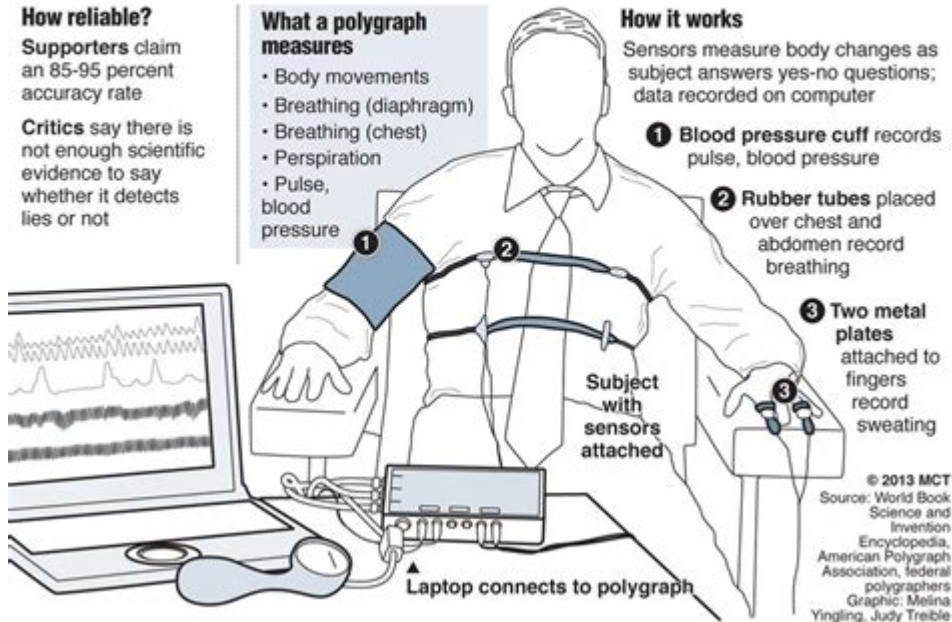 How reliable?
Supporters claim
an 85-95 percent
accuracy rate
Critics say there is
not enough scientific
evidence to say
whether it detects
lies or not
What a polygraph
measures
• Body movements
• Breathing (diaphragm)
• Breathing (chest)
• Perspiration
• Pulse,
blood
pressure
How it works
Sensors measure body changes as
subject answers yes-no questions;
data recorded on computer
1 Blood pressure cuff records
pulse, blood pressure
2 Rubber tubes placed
over chest and
abdomen record
breathing
3 Two metal
plates
attached to
fingers
record
sweating
1
2
3
Subject
with
sensors
attached
Laptop connects to polygraph
© 2013 MCT
Source: World Book
Science and
Invention
Encyclopedia,
American Polygraph
Association, federal
polygraphers
Graphic: Melina
Yingling, Judy Treible